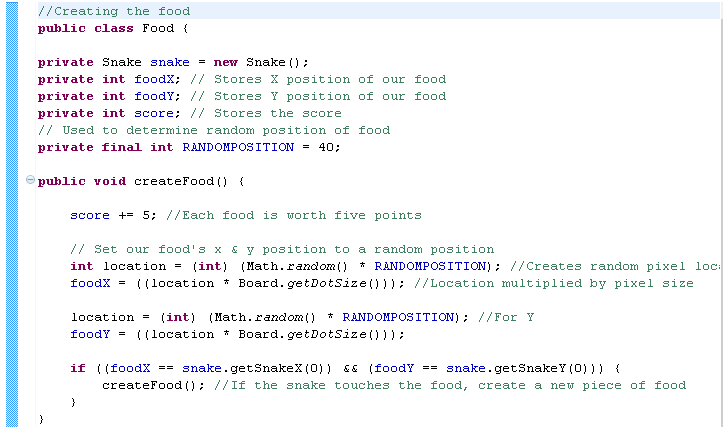 //Creating the food
public class Food {
private Snake snake = new Snake();
private int foodX; // Stores X position of our food
private int foodY; // Stores Y position of our food
private int score; // Stores the score
// Used to determine random position of food
private final int RANDOMPOSITION = 40;
public void createFood() {
score += 5; //Each food is worth five points
// Set our food's x & y position to a random position
int location = (int) (Math.random() * RANDOMPOSITION); //Creates random pixel loc
foodX = ((location * Board.getDotSize())); //Location multiplied by pixel size
location = (int) (Math.random() * RANDOMPOSITION); //For Y
foodY = ((location * Board.getDotSize()));
if ((foodX == snake.getSnakeX(0)) && (foodY == snake.getSnakeY(0))) {
createFood(); //If the snake touches the food, create a new piece of food
}
}